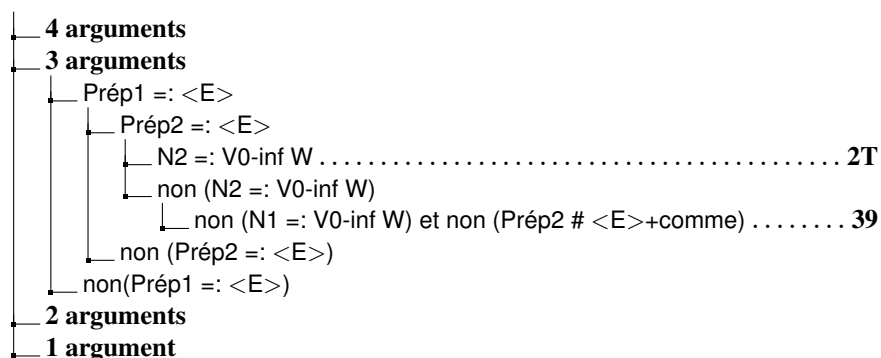 4 arguments
3 arguments
Prép1 =: <E>
Prép2 =: <E>
N2 =: V0-inf W . . . . . . . . . . . . . . . . . . . . . . . . . . . . . . . . . . . . . . . . . . . . . 2T
non (N2 =: V0-inf W)
non (N1 =: V0-inf W) et non (Prép2 # <E>+comme) . . . . . . . . 39
non (Prép2 =: <E>)
non(Prép1 =: <E>)
2 arguments
1 argument